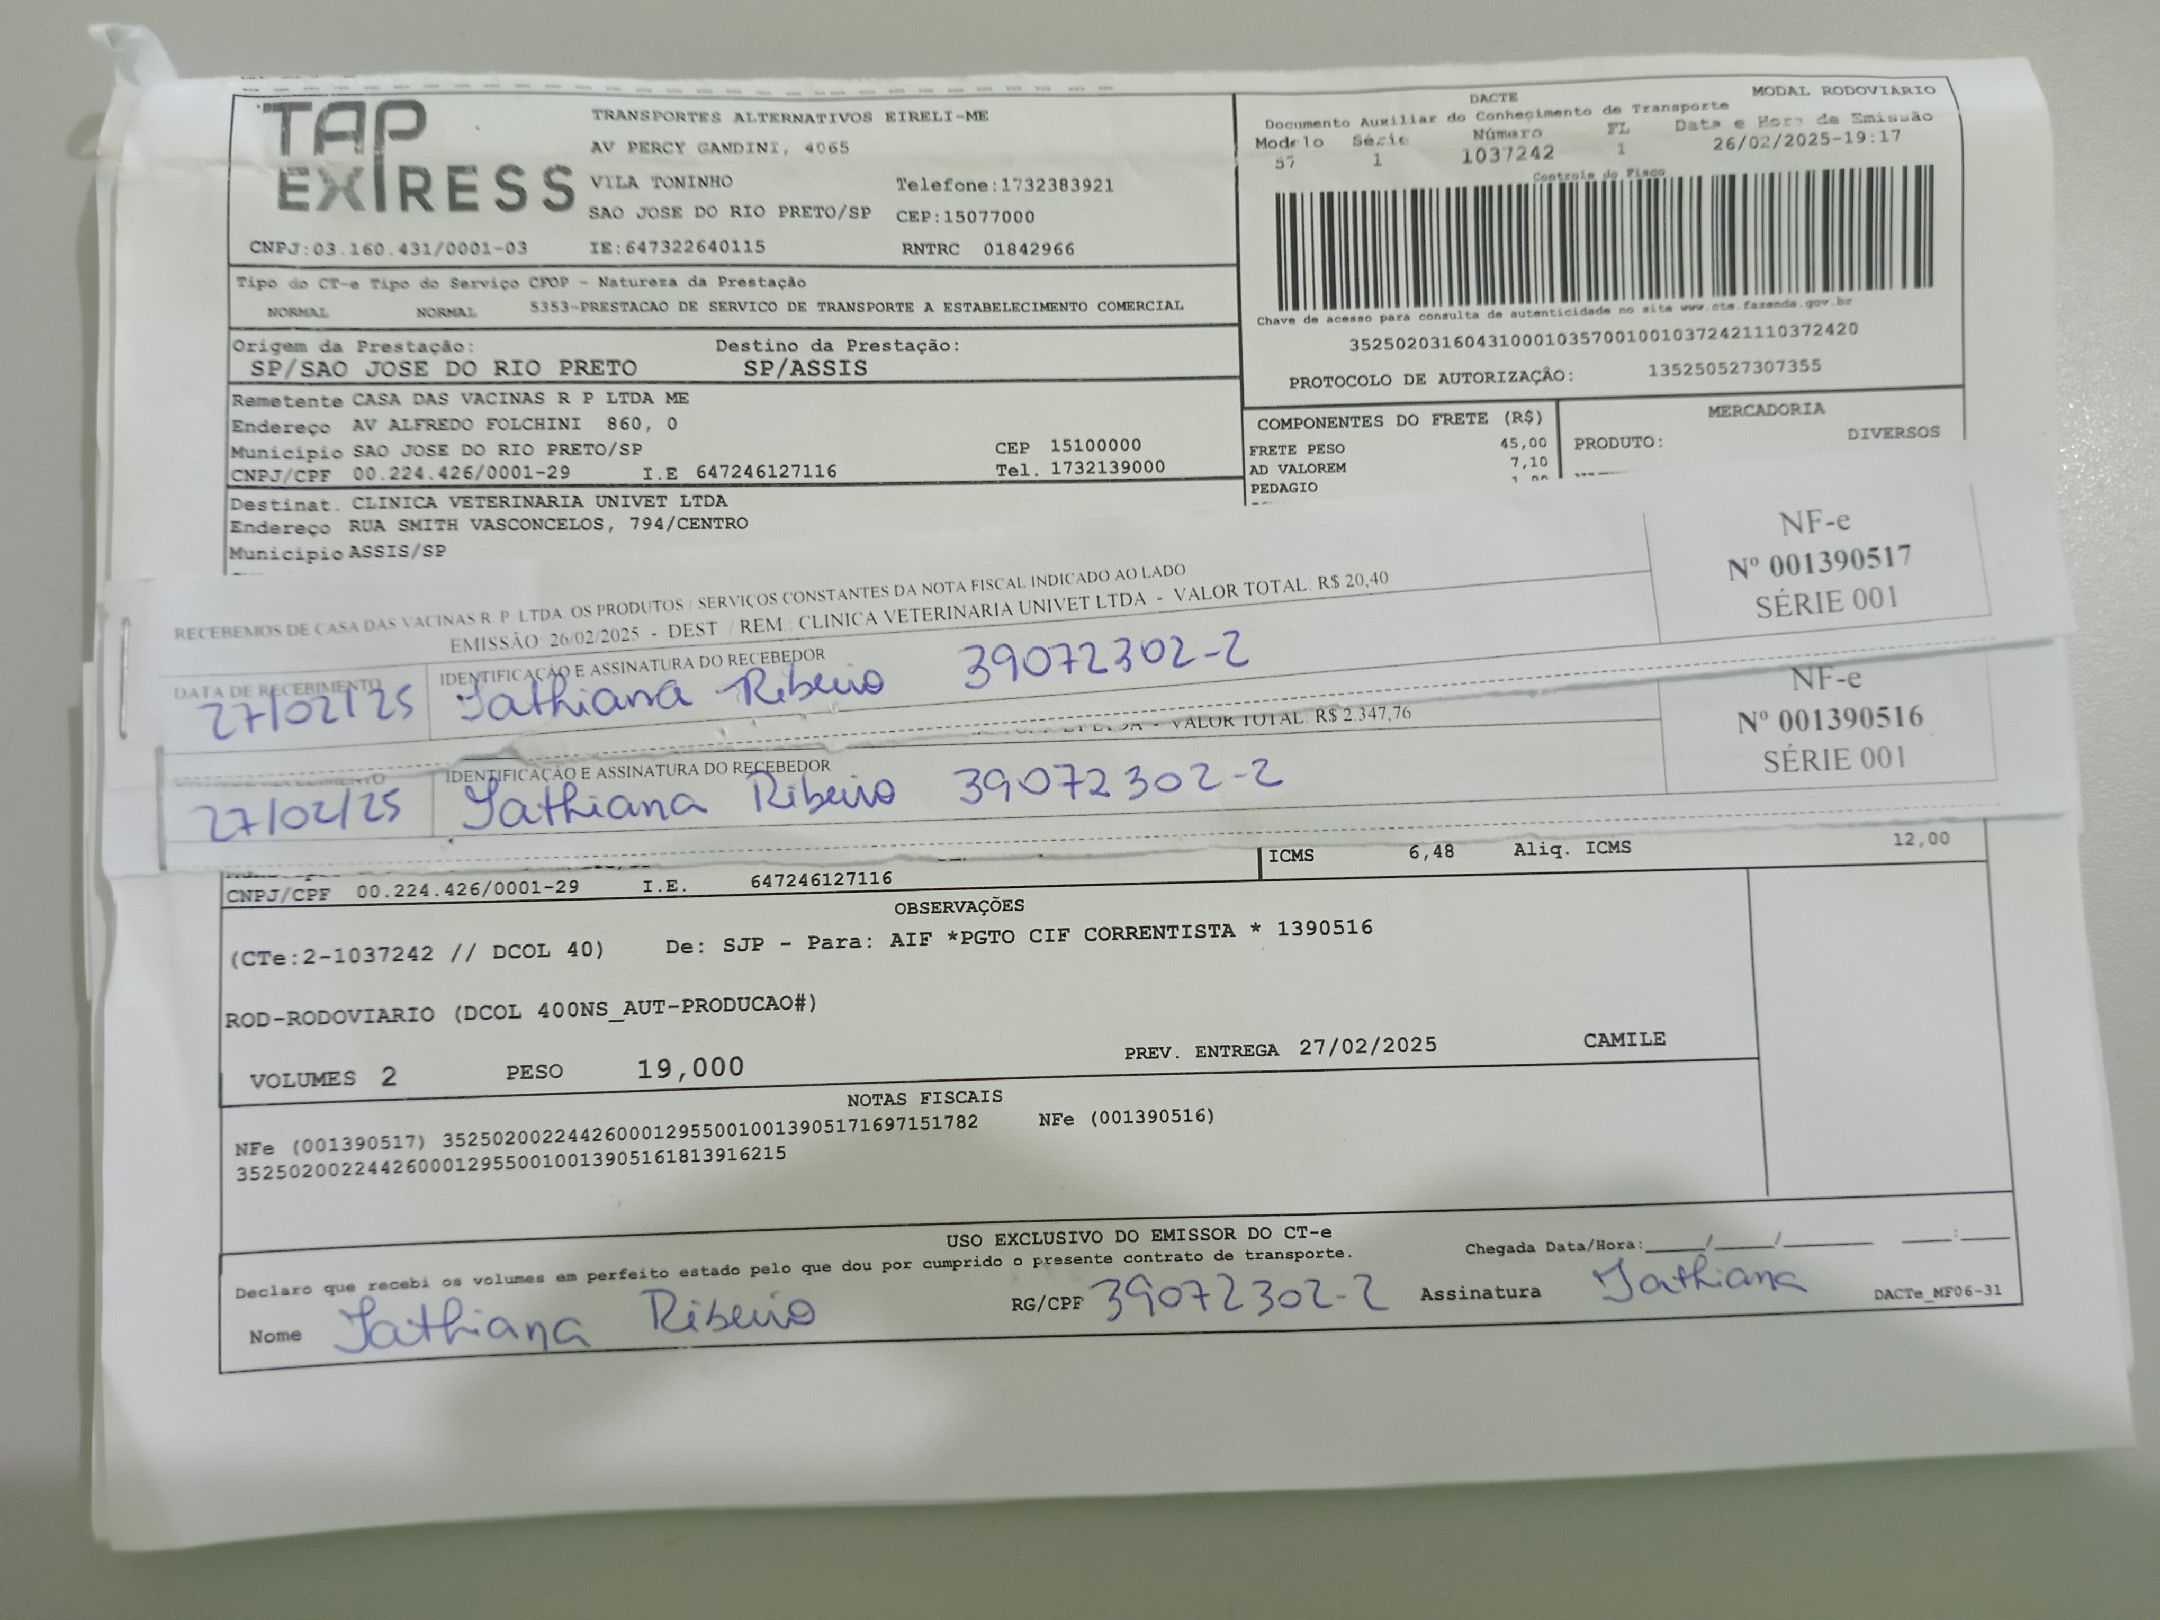 TAP EXPRESS
TRANSPORTES ALTERNATIVOS EIRELI-ME
AV PERCY GANDINI, 4065
VILA TONINHO Telefone:1732383921
SAO JOSE DO RIO PRETO/SP CEP:15077000
CNPJ:03.160.431/0001-03 IE:647322640115 RNTRC 01842966
DACTE MODAL RODOVIÁRIO
Documento Auxiliar do Conhecimento de Transporte
Modelo Série Número FL Data e Hora de Emissão
57 1 1037242 1 26/02/2025-19:17
Controle do Fisco
Chave de acesso para consulta de autenticidade no site www.cte.fazenda.gov.br
35250203160431000103570010010372421110372420
PROTOCOLO DE AUTORIZAÇÃO: 135250527307355
Tipo do CT-e Tipo do Serviço CFOP - Natureza da Prestação
NORMAL NORMAL 5353-PRESTACAO DE SERVICO DE TRANSPORTE A ESTABELECIMENTO COMERCIAL
Origem da Prestação: Destino da Prestação:
SP/SAO JOSE DO RIO PRETO SP/ASSIS
Remetente CASA DAS VACINAS R P LTDA ME
Endereço AV ALFREDO FOLCHINI 860, 0
Municipio SAO JOSE DO RIO PRETO/SP CEP 15100000
CNPJ/CPF 00.224.426/0001-29 I.E 647246127116 Tel. 1732139000
COMPONENTES DO FRETE (R$)
FRETE PESO 45,00
AD VALOREM 7,10
PEDAGIO
MERCADORIA
PRODUTO: DIVERSOS
Destinat. CLINICA VETERINARIA UNIVET LTDA
Endereço RUA SMITH VASCONCELOS, 794/CENTRO
Municipio ASSIS/SP
RECEBEMOS DE CASA DAS VACINAS R. P. LTDA. OS PRODUTOS / SERVIÇOS CONSTANTES DA NOTA FISCAL INDICADO AO LADO
EMISSÃO: 26/02/2025 - DEST. / REM.: CLINICA VETERINARIA UNIVET LTDA - VALOR TOTAL: R$ 20,40
NF-e
Nº 001390517
SÉRIE 001
DATA DE RECEBIMENTO IDENTIFICAÇÃO E ASSINATURA DO RECEBEDOR
27/02/25 Tathiana Ribeiro 39072302-2
- VALOR TOTAL: R$ 2.347,76
NF-e
Nº 001390516
SÉRIE 001
IDENTIFICAÇÃO E ASSINATURA DO RECEBEDOR
27/02/25 Tathiana Ribeiro 39072302-2
ICMS 6,48 Aliq. ICMS 12,00
CNPJ/CPF 00.224.426/0001-29 I.E. 647246127116
OBSERVAÇÕES
(CTe:2-1037242 // DCOL 40) De: SJP - Para: AIF *PGTO CIF CORRENTISTA * 1390516
ROD-RODOVIARIO (DCOL 400NS_AUT-PRODUCAO#)
VOLUMES 2 PESO 19,000 PREV. ENTREGA 27/02/2025 CAMILE
NOTAS FISCAIS
NFe (001390517) 35250200224426000129550010013905171697151782 NFe (001390516)
35250200224426000129550010013905161813916215
USO EXCLUSIVO DO EMISSOR DO CT-e
Declaro que recebi os volumes em perfeito estado pelo que dou por cumprido o presente contrato de transporte. Chegada Data/Hora:____/____/______ ___:___
Nome Tathiana Ribeiro RG/CPF 39072302-2 Assinatura Tathiana DACTe_MF06-31